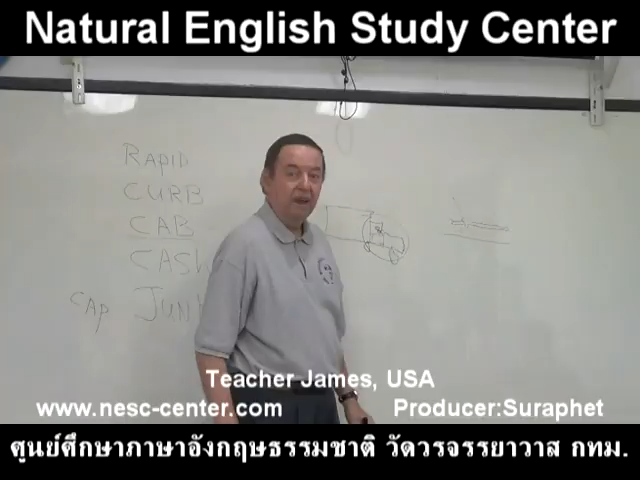 Natural English Study Center
RAPID
CURB
CAB
CASH
CAP
Teacher James, USA
www.nesc-center.com
Producer:Suraphet
ศูนย์ศึกษาภาษาอังกฤษธรรมชาติ วัดวรจรรยาวาส กทม.